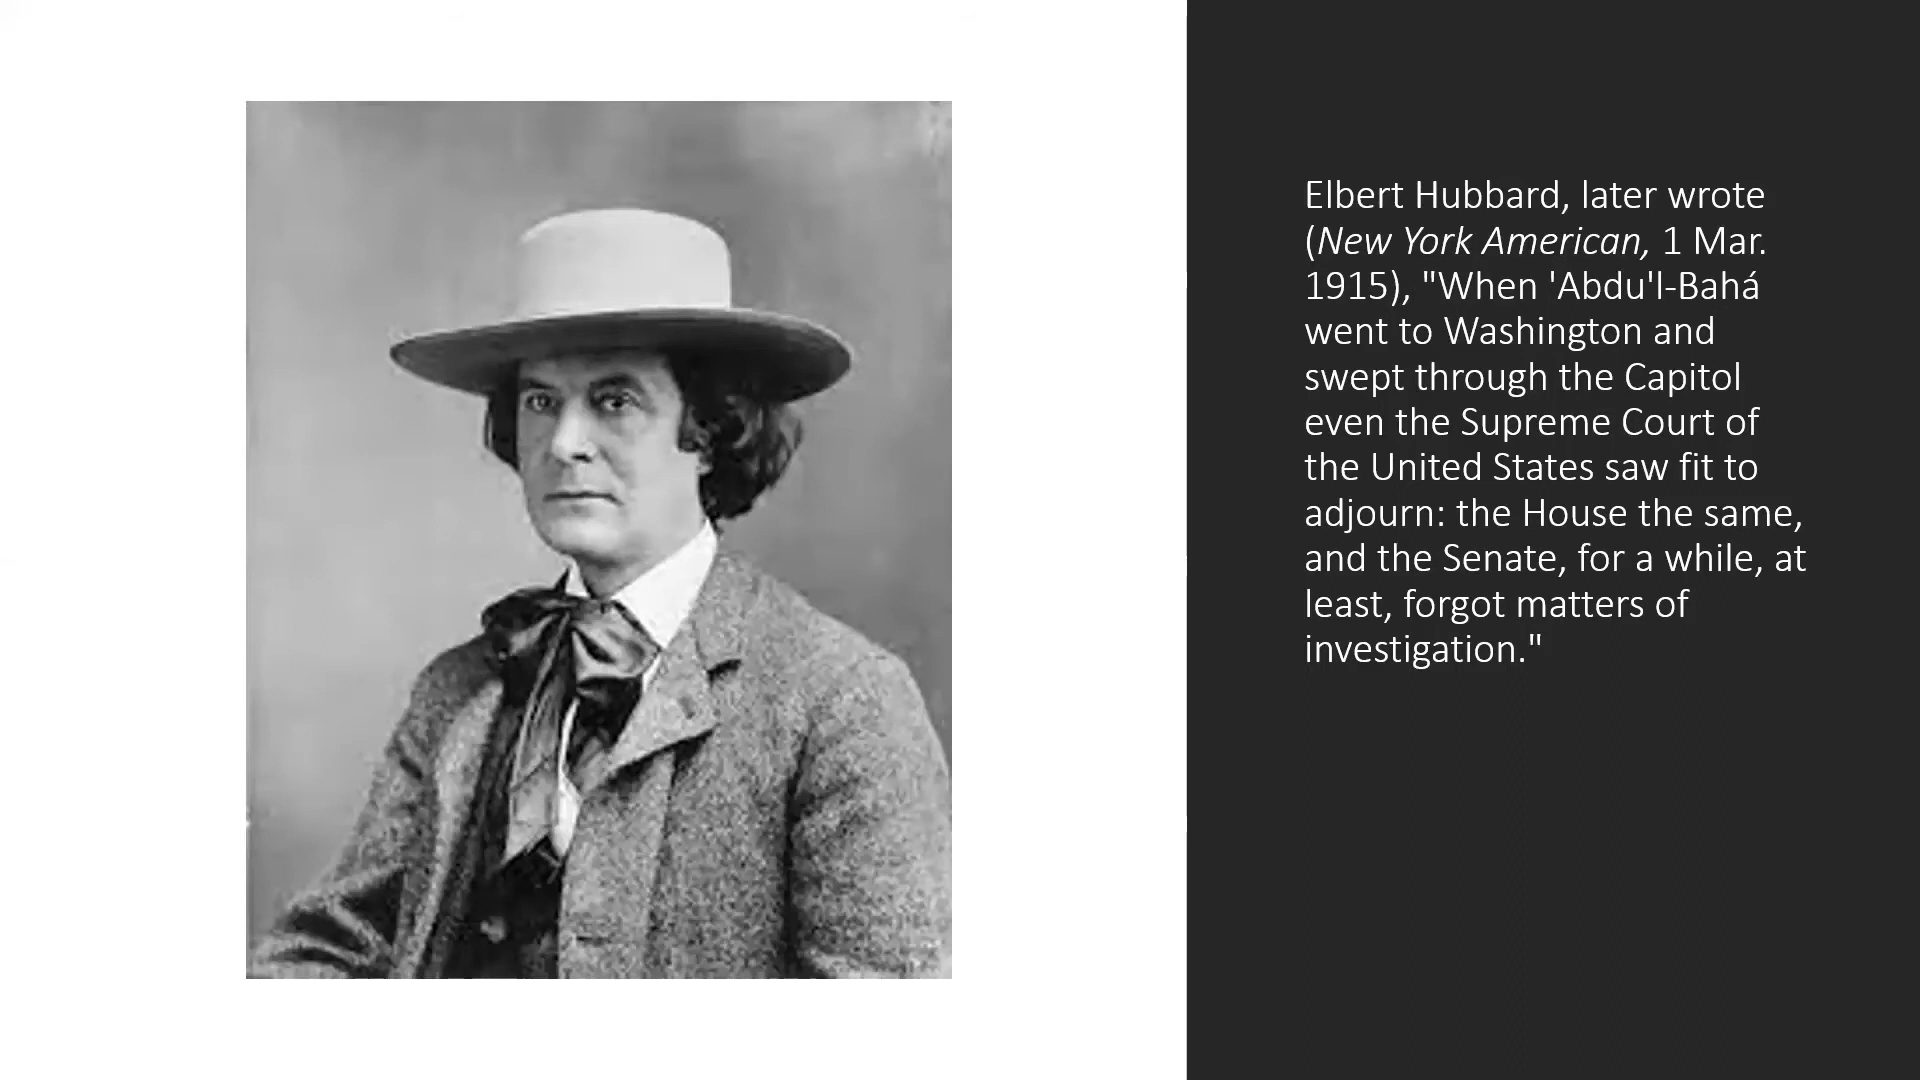 Elbert Hubbard, later wrote
(New York American, 1 Mar.
1915), "When 'Abdu'l-Bahá
went to Washington and
swept through the Capitol
even the Supreme Court of
the United States saw fit to
adjourn: the House the same,
and the Senate, for a while, at
least, forgot matters of
investigation."